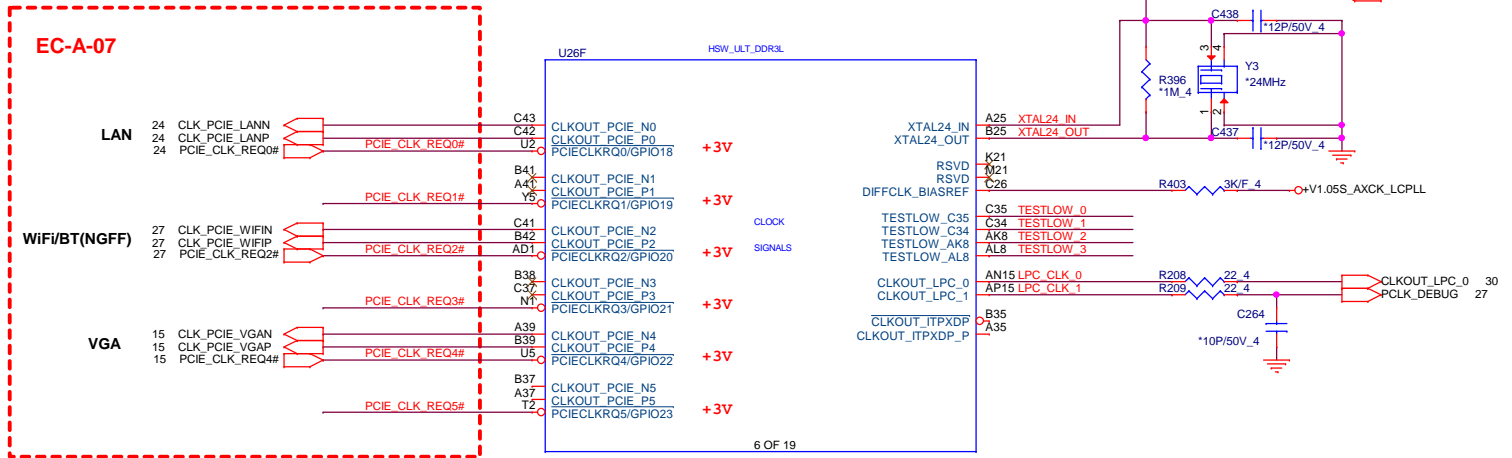 EC-A-07
LAN
24 CLK_PCIE_LANN
24 CLK_PCIE_LANP
24 PCIE_CLK_REQ0#
PCIE_CLK_REQ0#
PCIE_CLK_REQ1#
WiFi/BT(NGFF)
27 CLK_PCIE_WIFIN
27 CLK_PCIE_WIFIP
27 PCIE_CLK_REQ2#
PCIE_CLK_REQ2#
PCIE_CLK_REQ3#
VGA
15 CLK_PCIE_VGAN
15 CLK_PCIE_VGAP
15 PCIE_CLK_REQ4#
PCIE_CLK_REQ4#
PCIE_CLK_REQ5#
U26F
HSW_ULT_DDR3L
C43 CLKOUT_PCIE_N0
C42 CLKOUT_PCIE_P0
U2 PCIECLKRQ0/GPIO18 +3V
B41 CLKOUT_PCIE_N1
A41 CLKOUT_PCIE_P1
Y5 PCIECLKRQ1/GPIO19
C41 CLKOUT_PCIE_N2
B42 CLKOUT_PCIE_P2
AD1 PCIECLKRQ2/GPIO20 +3V
B38 CLKOUT_PCIE_N3
C37 CLKOUT_PCIE_P3
N1 PCIECLKRQ3/GPIO21 +3V
A39 CLKOUT_PCIE_N4
B39 CLKOUT_PCIE_P4
U5 PCIECLKRQ4/GPIO22 +3V
B37 CLKOUT_PCIE_N5
A37 CLKOUT_PCIE_P5
T2 PCIECLKRQ5/GPIO23 +3V
CLOCK
SIGNALS
6 OF 19
XTAL24_IN A25 XTAL24_IN
XTAL24_OUT B25 XTAL24_OUT
RSVD K21
RSVD M21
DIFFCLK_BIASREF C26
R403 3K/F_4 +V1.05S_AXCK_LCPLL
TESTLOW_C35 C35 TESTLOW_0
TESTLOW_C34 C34 TESTLOW_1
TESTLOW_AK8 AK8 TESTLOW_2
TESTLOW_AL8 AL8 TESTLOW_3
CLKOUT_LPC_0 AN15 LPC_CLK_0 R208 22_4 CLKOUT_LPC_0 30
CLKOUT_LPC_1 AP15 LPC_CLK_1 R209 22_4 PCLK_DEBUG 27
CLKOUT_ITPXDP B35
CLKOUT_ITPXDP_P A35
C264
*10P/50V_4
C438
*12P/50V_4
R396
*1M_4
3 4
1 2
Y3
*24MHz
C437
*12P/50V_4